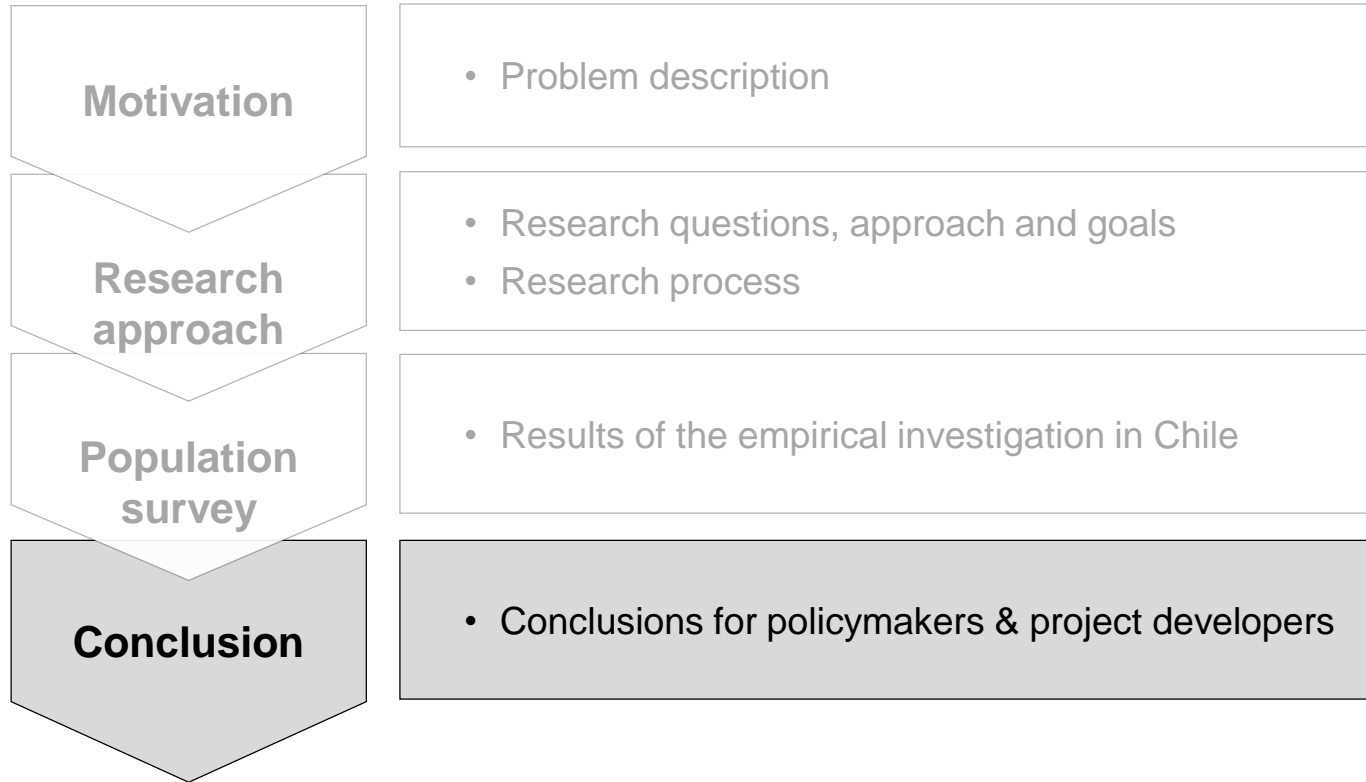 Motivation
• Problem description
Research
approach
• Research questions, approach and goals
• Research process
Population
survey
• Results of the empirical investigation in Chile
Conclusion
• Conclusions for policymakers & project developers